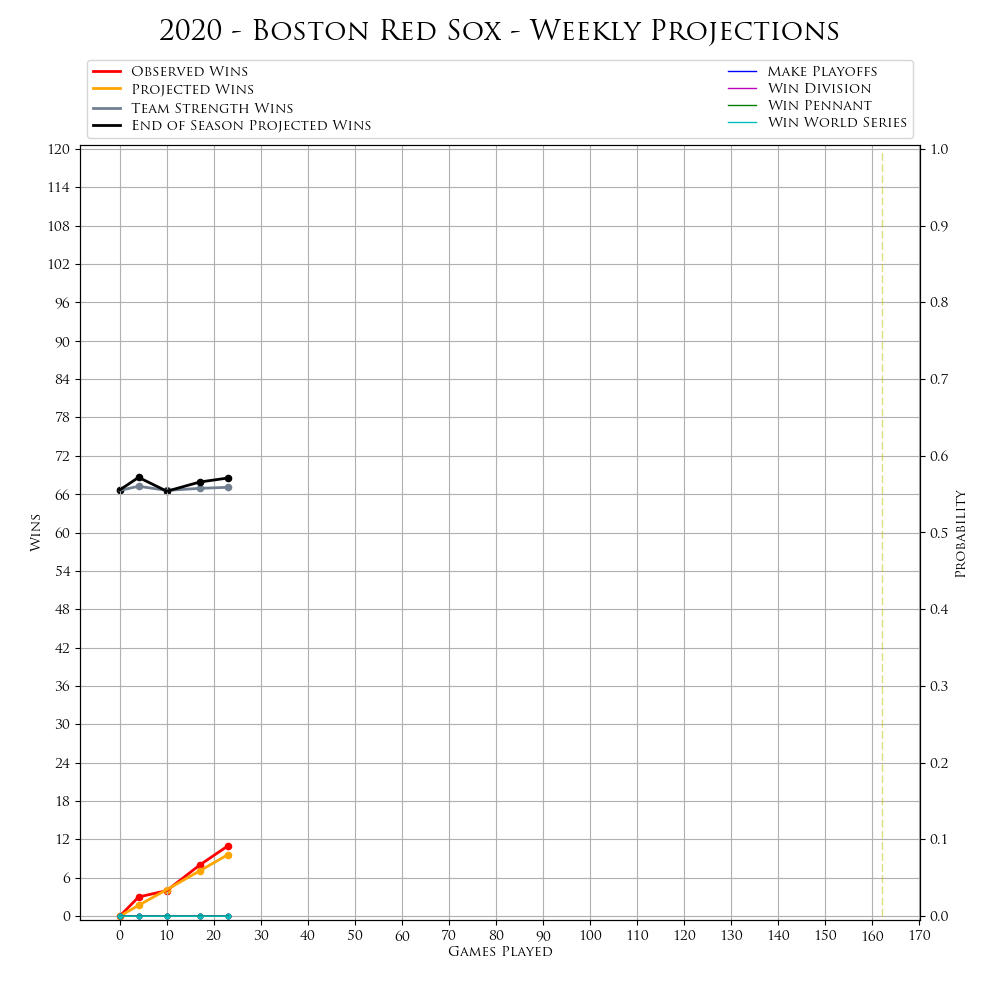 2020 - Boston Red Sox - Weekly Projections
Observed Wins
Projected Wins
Team Strength Wins
End of Season Projected Wins
Make Playoffs
Win Division
Win Pennant
Win World Series
120
114
108
102
96
90
84
78
72
66
60
54
48
42
36
30
24
18
12
6
0
Wins
1.0
0.9
0.8
0.7
0.6
0.5
0.4
0.3
0.2
0.1
0.0
Probability
0 10 20 30 40 50 60 70 80 90 100 110 120 130 140 150 160 170
Games Played